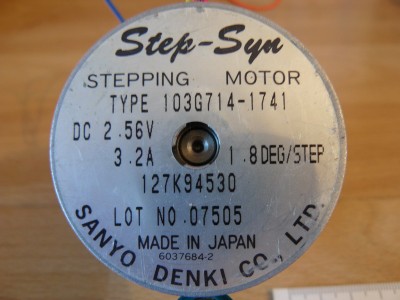 Step-Syn
STEPPING MOTOR
TYPE 103G714-1741
DC 2.56V
3.2A 1.8DEG/STEP
127K94530
LOT NO.07505
MADE IN JAPAN
6037684-2
SANYO DENKI CO., LTD.